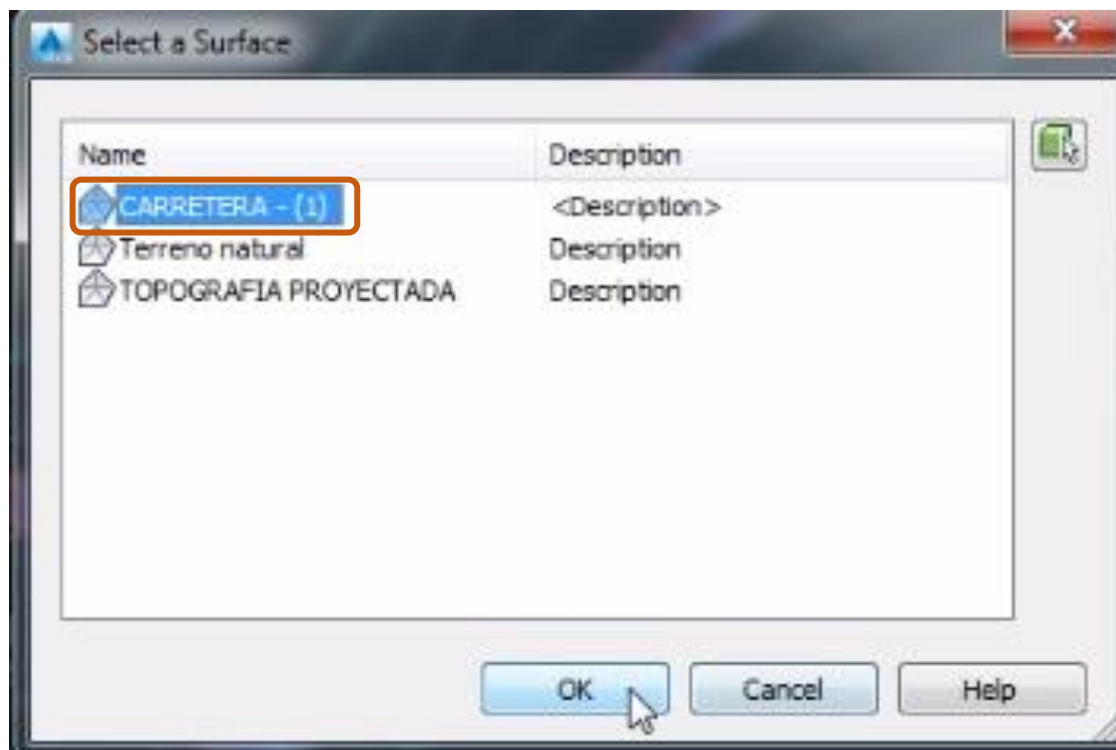 Select a Surface
Name Description
CARRETERA - (1) <Description>
Terreno natural Description
TOPOGRAFIA PROYECTADA Description
OK Cancel Help